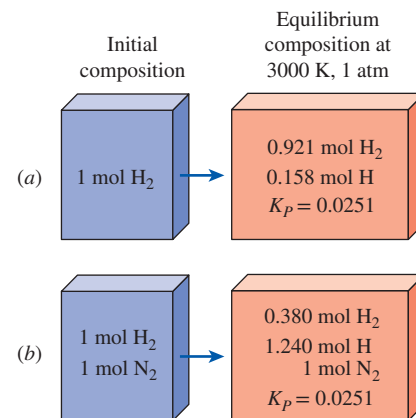 Initial
composition
Equilibrium
composition at
3000 K, 1 atm
(a)
1 mol H₂
0.921 mol H₂
0.158 mol H
K_P = 0.0251
(b)
1 mol H₂
1 mol N₂
0.380 mol H₂
1.240 mol H
1 mol N₂
K_P = 0.0251